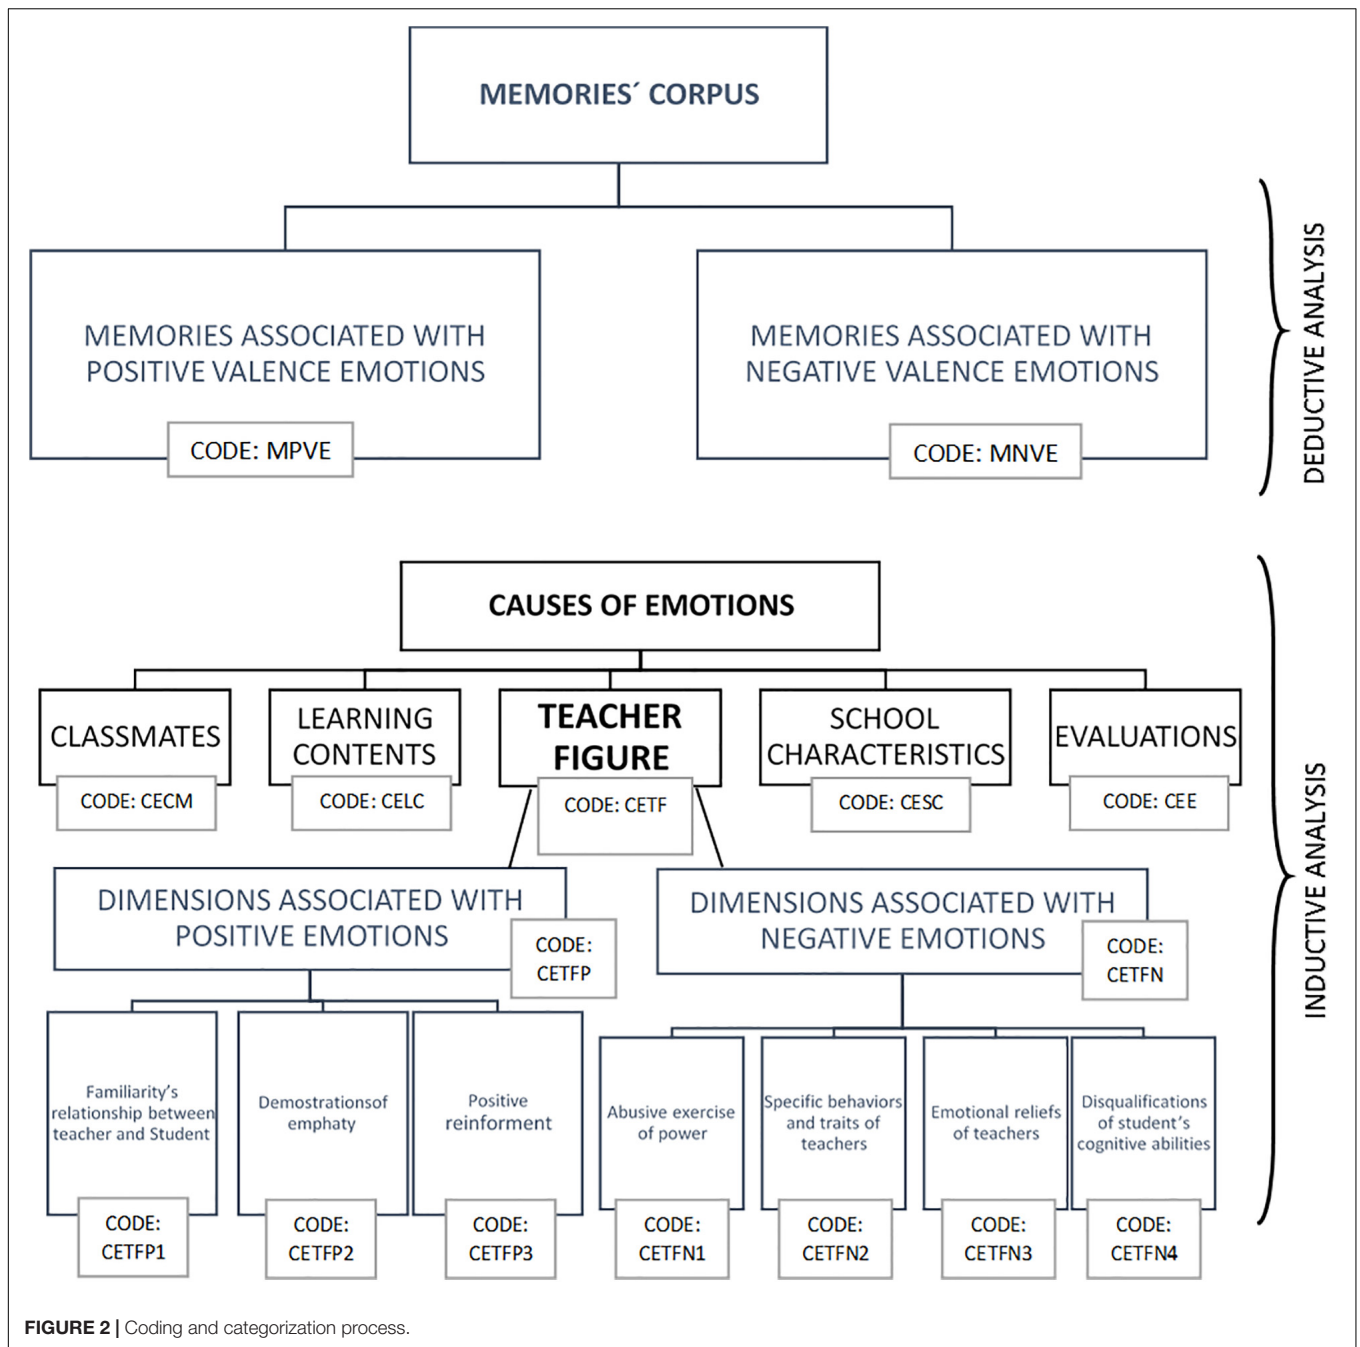 MEMORIES´ CORPUS
MEMORIES ASSOCIATED WITH
POSITIVE VALENCE EMOTIONS
CODE: MPVE
MEMORIES ASSOCIATED WITH
NEGATIVE VALENCE EMOTIONS
CODE: MNVE
DEDUCTIVE ANALYSIS
CAUSES OF EMOTIONS
CLASSMATES
CODE: CECM
LEARNING
CONTENTS
CODE: CELC
TEACHER
FIGURE
CODE: CETF
SCHOOL
CHARACTERISTICS
CODE: CESC
EVALUATIONS
CODE: CEE
INDUCTIVE ANALYSIS
DIMENSIONS ASSOCIATED WITH
POSITIVE EMOTIONS
CODE:
CETFP
DIMENSIONS ASSOCIATED WITH
NEGATIVE EMOTIONS
CODE:
CETFN
Familiarity's
relationship between
teacher and Student
CODE:
CETFP1
Demostrationsof
emphaty
CODE:
CETFP2
Positive
reinforment
CODE:
CETFP3
Abusive exercise
of power
CODE:
CETFN1
Specific behaviors
and traits of
teachers
CODE:
CETFN2
Emotional reliefs
of teachers
CODE:
CETFN3
Disqualifications
of student's
cognitive abilities
CODE:
CETFN4
FIGURE 2 | Coding and categorization process.